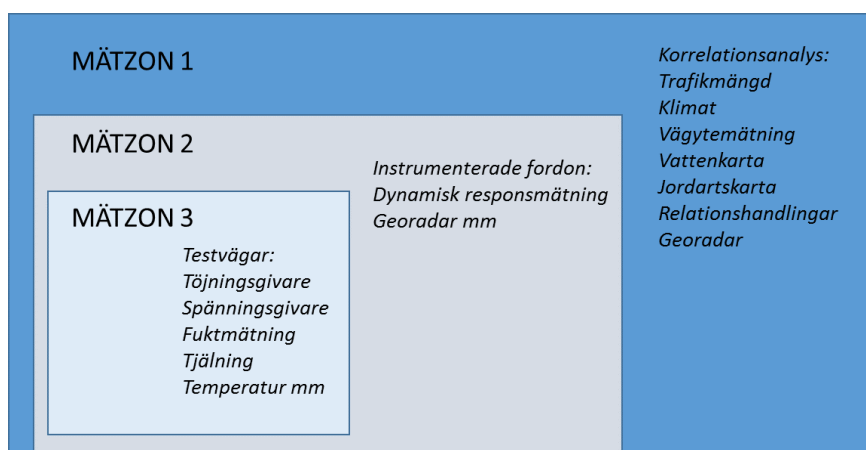 MÄTZON 1
Korrelationsanalys:
Trafikmängd
Klimat
Vägytemätning
Vattenkarta
Jordartskarta
Relationshandlingar
Georadar
MÄTZON 2
Instrumenterade fordon:
Dynamisk responsmätning
Georadar mm
MÄTZON 3
Testvägar:
Töjningsgivare
Spänningsgivare
Fuktmätning
Tjälning
Temperatur mm